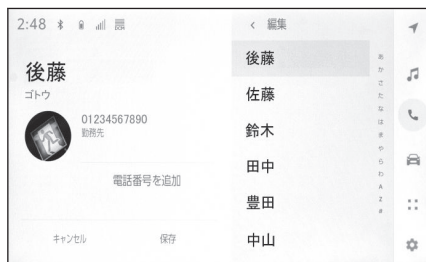 2:48
後藤
ゴトウ
01234567890
勤務先
電話番号を追加
キャンセル
保存
編集
後藤
佐藤
鈴木
田中
豊田
中山
あ
か
さ
た
な
は
ま
や
ら
わ
A
Z
#